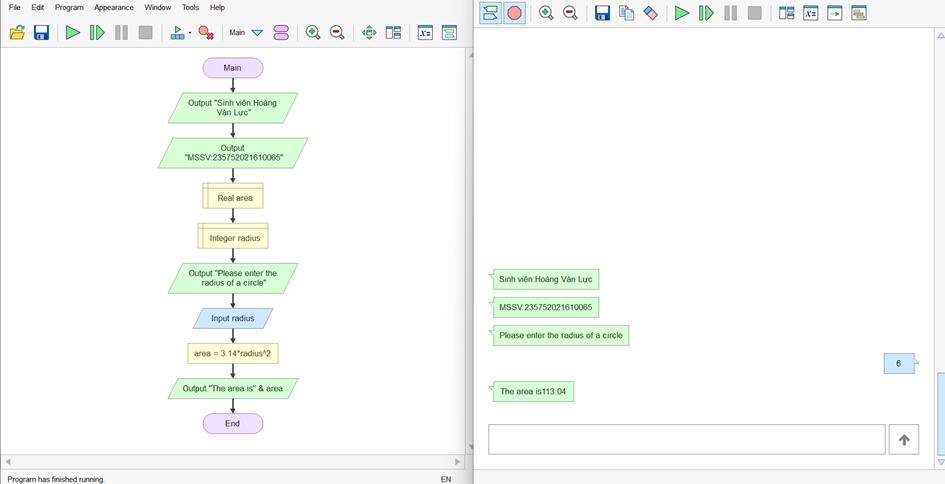 File Edit Program Appearance Window Tools Help
Main
Main
Output "Sinh viên:Hoàng
Văn Lực"
Output
"MSSV:235752021610065"
Real area
Integer radius
Output "Please enter the
radius of a circle"
Input radius
area = 3.14*radius^2
Output "The area is" & area
End
Program has finished running.
EN
Sinh viên:Hoàng Văn Lực
MSSV:235752021610065
Please enter the radius of a circle
6
The area is113.04